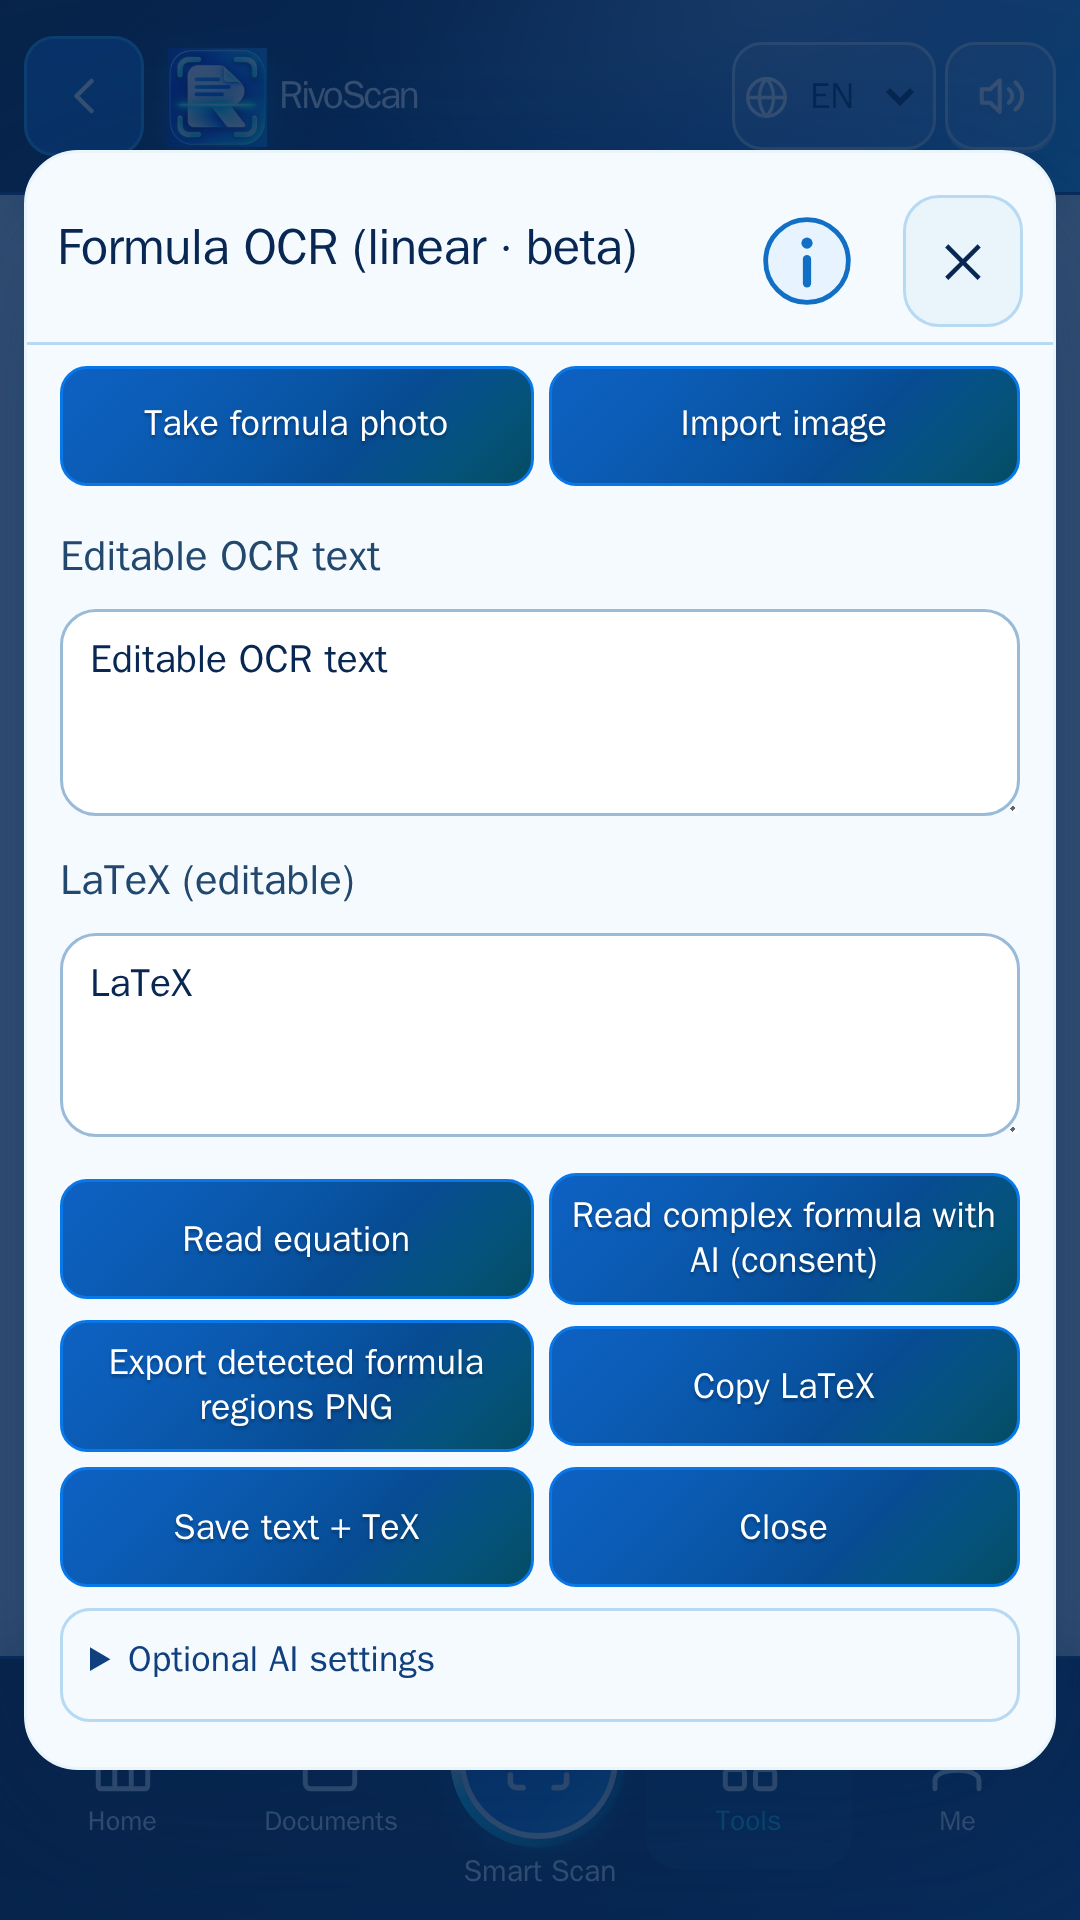 RivoScan
EN
Formula OCR (linear · beta)
Take formula photo
Import image
Editable OCR text
Editable OCR text
LaTeX (editable)
LaTeX
Read equation
Read complex formula with
AI (consent)
Export detected formula
regions PNG
Copy LaTeX
Save text + TeX
Close
Optional AI settings
Home
Documents
Smart Scan
Tools
Me